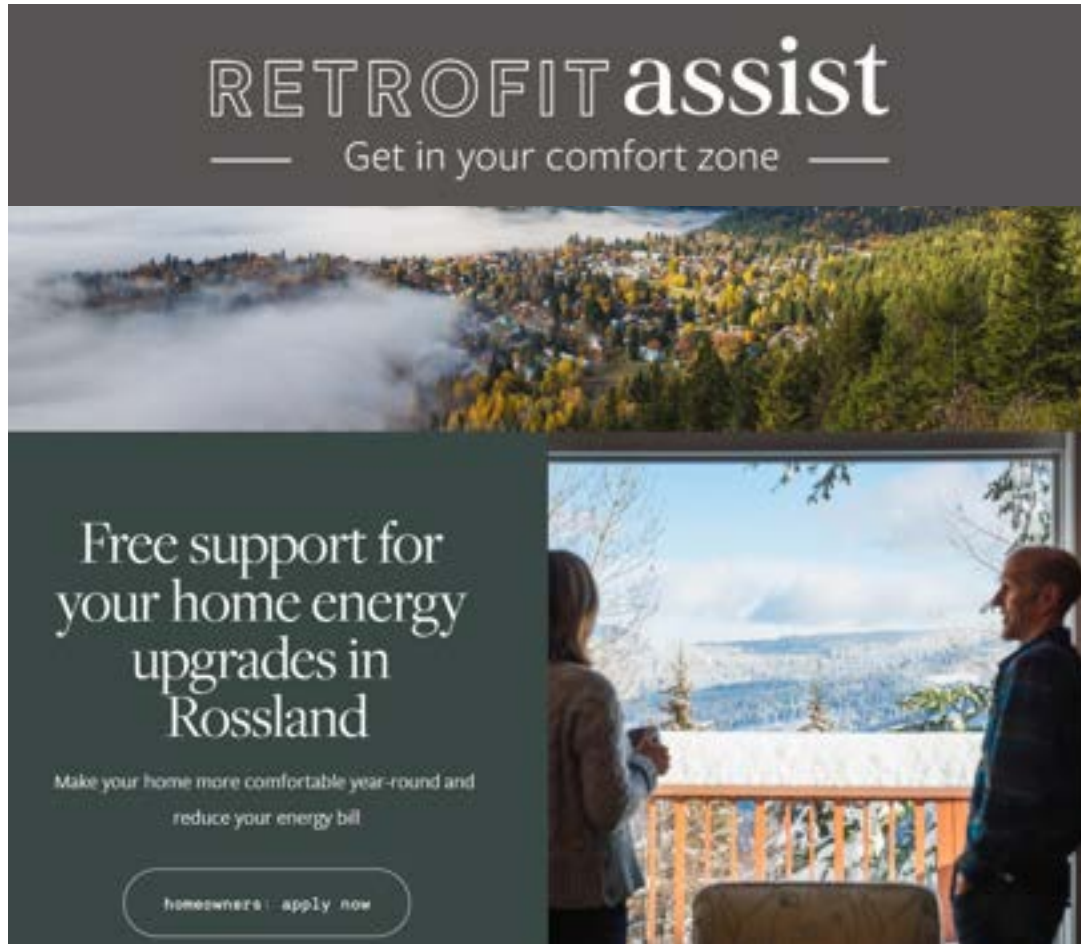 RETROFIT assist
Get in your comfort zone
Free support for
your home energy
upgrades in
Rossland
Make your home more comfortable year-round and
reduce your energy bill
homeowners: apply now